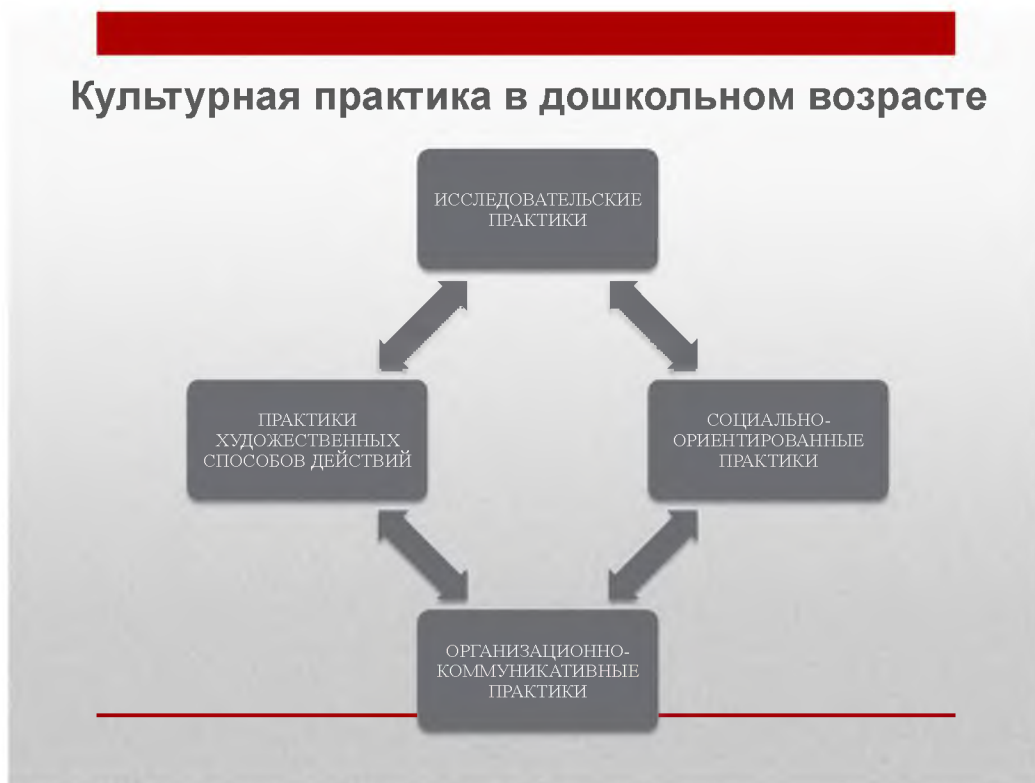 Культурная практика в дошкольном возрасте
ИССЛЕДОВАТЕЛЬСКИЕ
ПРАКТИКИ
ПРАКТИКИ
ХУДОЖЕСТВЕННЫХ
СПОСОБОВ ДЕЙСТВИЙ
СОЦИАЛЬНО-
ОРИЕНТИРОВАННЫЕ
ПРАКТИКИ
ОРГАНИЗАЦИОННО-
КОММУНИКАТИВНЫЕ
ПРАКТИКИ